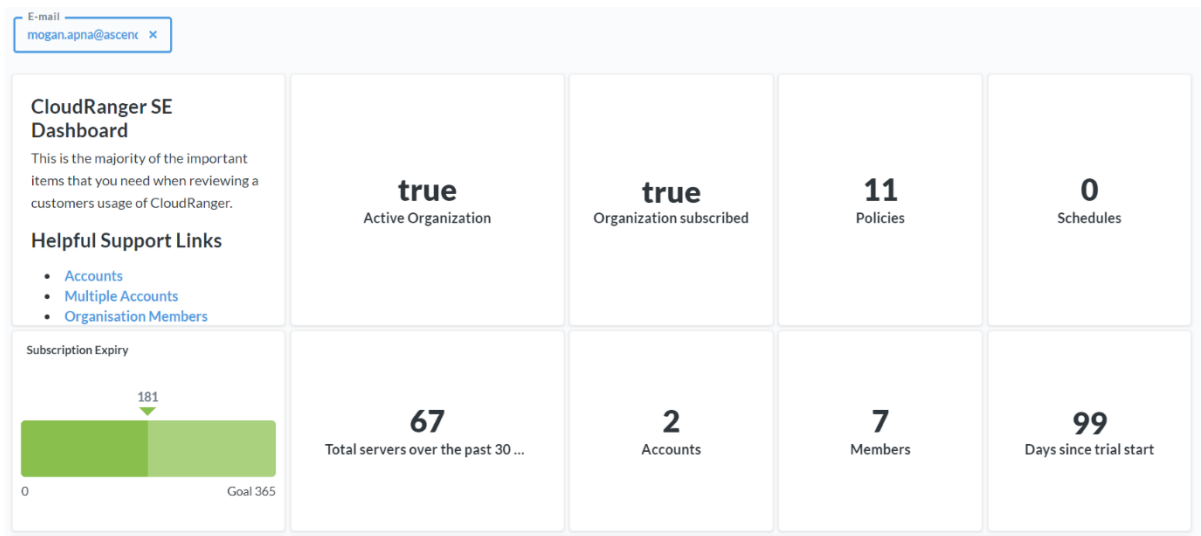 E-mail
mogan.apna@ascend ×
CloudRanger SE
Dashboard
This is the majority of the important
items that you need when reviewing a
customers usage of CloudRanger.
Helpful Support Links
• Accounts
• Multiple Accounts
• Organisation Members
true
Active Organization
true
Organization subscribed
11
Policies
0
Schedules
Subscription Expiry
181
0
Goal 365
67
Total servers over the past 30 ...
2
Accounts
7
Members
99
Days since trial start